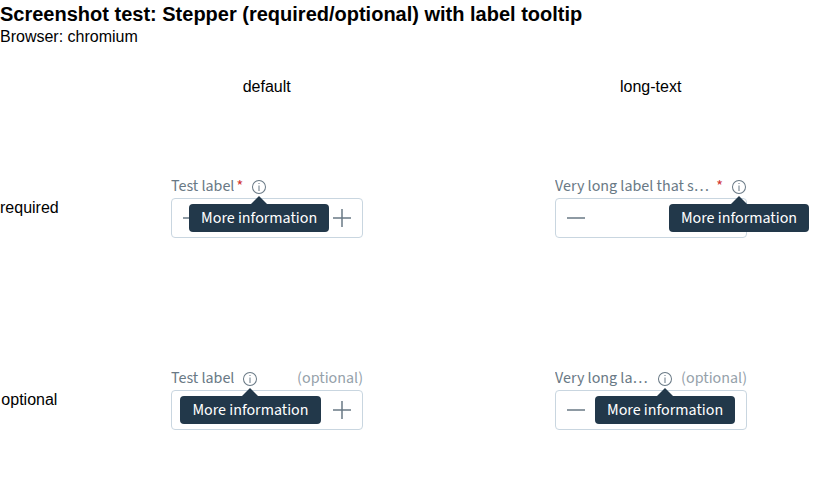 Screenshot test: Stepper (required/optional) with label tooltip
Browser: chromium
default long-text
Test label * Very long label that s... *
required More information More information
Test label (optional) Very long la... (optional)
optional More information More information